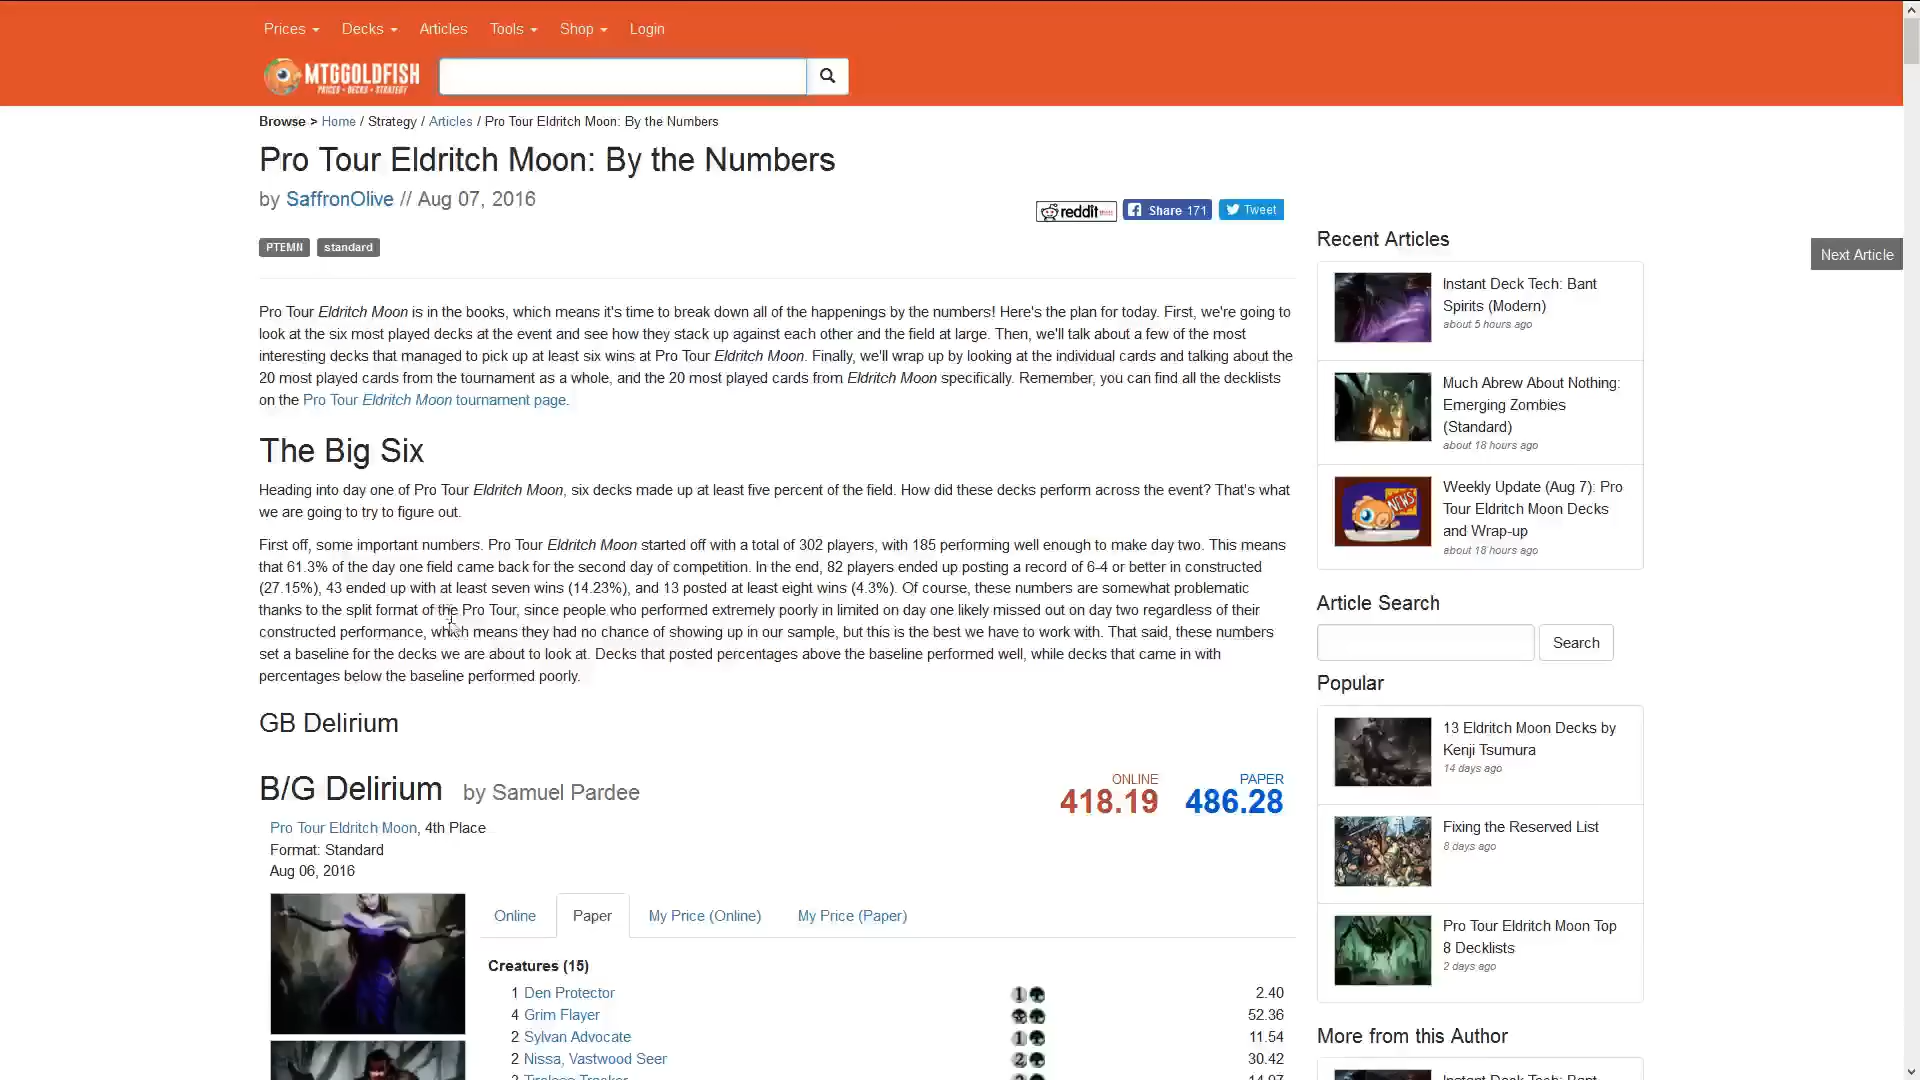 Prices Decks Articles Tools Shop Login
MTGGOLDFISH
PRICES • DECKS • STRATEGY
Browse > Home / Strategy / Articles / Pro Tour Eldritch Moon: By the Numbers
Pro Tour Eldritch Moon: By the Numbers
by SaffronOlive // Aug 07, 2016
reddit Share 171 Tweet
PTEMN standard
Pro Tour Eldritch Moon is in the books, which means it's time to break down all of the happenings by the numbers! Here's the plan for today. First, we're going to
look at the six most played decks at the event and see how they stack up against each other and the field at large. Then, we'll talk about a few of the most
interesting decks that managed to pick up at least six wins at Pro Tour Eldritch Moon. Finally, we'll wrap up by looking at the individual cards and talking about the
20 most played cards from the tournament as a whole, and the 20 most played cards from Eldritch Moon specifically. Remember, you can find all the decklists
on the Pro Tour Eldritch Moon tournament page.
The Big Six
Heading into day one of Pro Tour Eldritch Moon, six decks made up at least five percent of the field. How did these decks perform across the event? That's what
we are going to try to figure out.
First off, some important numbers. Pro Tour Eldritch Moon started off with a total of 302 players, with 185 performing well enough to make day two. This means
that 61.3% of the day one field came back for the second day of competition. In the end, 82 players ended up posting a record of 6-4 or better in constructed
(27.15%), 43 ended up with at least seven wins (14.23%), and 13 posted at least eight wins (4.3%). Of course, these numbers are somewhat problematic
thanks to the split format of the Pro Tour, since people who performed extremely poorly in limited on day one likely missed out on day two regardless of their
constructed performance, which means they had no chance of showing up in our sample, but this is the best we have to work with. That said, these numbers
set a baseline for the decks we are about to look at. Decks that posted percentages above the baseline performed well, while decks that came in with
percentages below the baseline performed poorly.
GB Delirium
B/G Delirium by Samuel Pardee
ONLINE PAPER
418.19 486.28
Pro Tour Eldritch Moon, 4th Place
Format: Standard
Aug 06, 2016
Online Paper My Price (Online) My Price (Paper)
Creatures (15)
1 Den Protector 1 2.40
4 Grim Flayer 52.36
2 Sylvan Advocate 1 11.54
2 Nissa, Vastwood Seer 2 30.42
2 Tireless Tracker 2 14.97
Next Article
Recent Articles
Instant Deck Tech: Bant
Spirits (Modern)
about 5 hours ago
Much Abrew About Nothing:
Emerging Zombies
(Standard)
about 18 hours ago
NEWS
Weekly Update (Aug 7): Pro
Tour Eldritch Moon Decks
and Wrap-up
about 18 hours ago
Article Search
Search
Popular
13 Eldritch Moon Decks by
Kenji Tsumura
14 days ago
Fixing the Reserved List
8 days ago
Pro Tour Eldritch Moon Top
8 Decklists
2 days ago
More from this Author
Instant Deck Tech: Bant